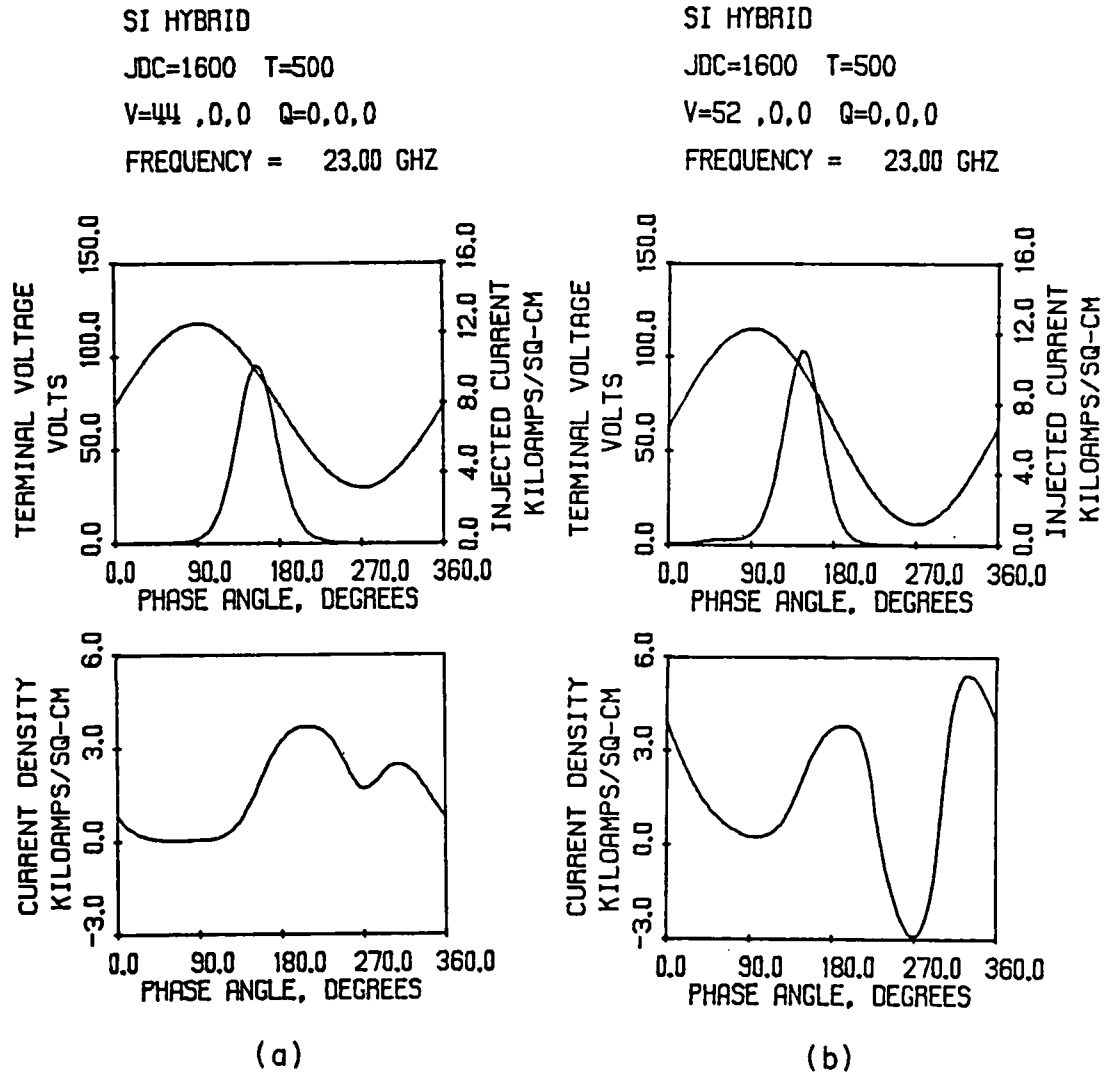 SI HYBRID
JDC=1600 T=500
V=44 ,0,0 Q=0,0,0
FREQUENCY = 23.00 GHZ
TERMINAL VOLTAGE
VOLTS
150.0
100.0
50.0
0.0
16.0
12.0
8.0
4.0
0.0
INJECTED CURRENT
KILOAMPS/SQ-CM
0.0 90.0 180.0 270.0 360.0
PHASE ANGLE, DEGREES
CURRENT DENSITY
KILOAMPS/SQ-CM
6.0
3.0
0.0
-3.0
0.0 90.0 180.0 270.0 360.0
PHASE ANGLE, DEGREES
(a)
SI HYBRID
JDC=1600 T=500
V=52 ,0,0 Q=0,0,0
FREQUENCY = 23.00 GHZ
TERMINAL VOLTAGE
VOLTS
150.0
100.0
50.0
0.0
16.0
12.0
8.0
4.0
0.0
INJECTED CURRENT
KILOAMPS/SQ-CM
0.0 90.0 180.0 270.0 360.0
PHASE ANGLE, DEGREES
CURRENT DENSITY
KILOAMPS/SQ-CM
6.0
3.0
0.0
-3.0
0.0 90.0 180.0 270.0 360.0
PHASE ANGLE, DEGREES
(b)